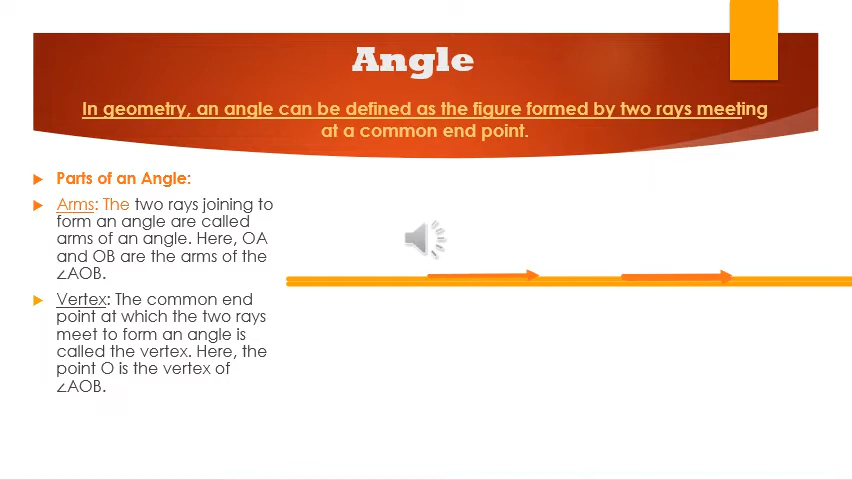 Angle
In geometry, an angle can be defined as the figure formed by two rays meeting
at a common end point.
Parts of an Angle:
Arms: The two rays joining to
form an angle are called
arms of an angle. Here, OA
and OB are the arms of the
∠AOB.
Vertex: The common end
point at which the two rays
meet to form an angle is
called the vertex. Here, the
point O is the vertex of
∠AOB.